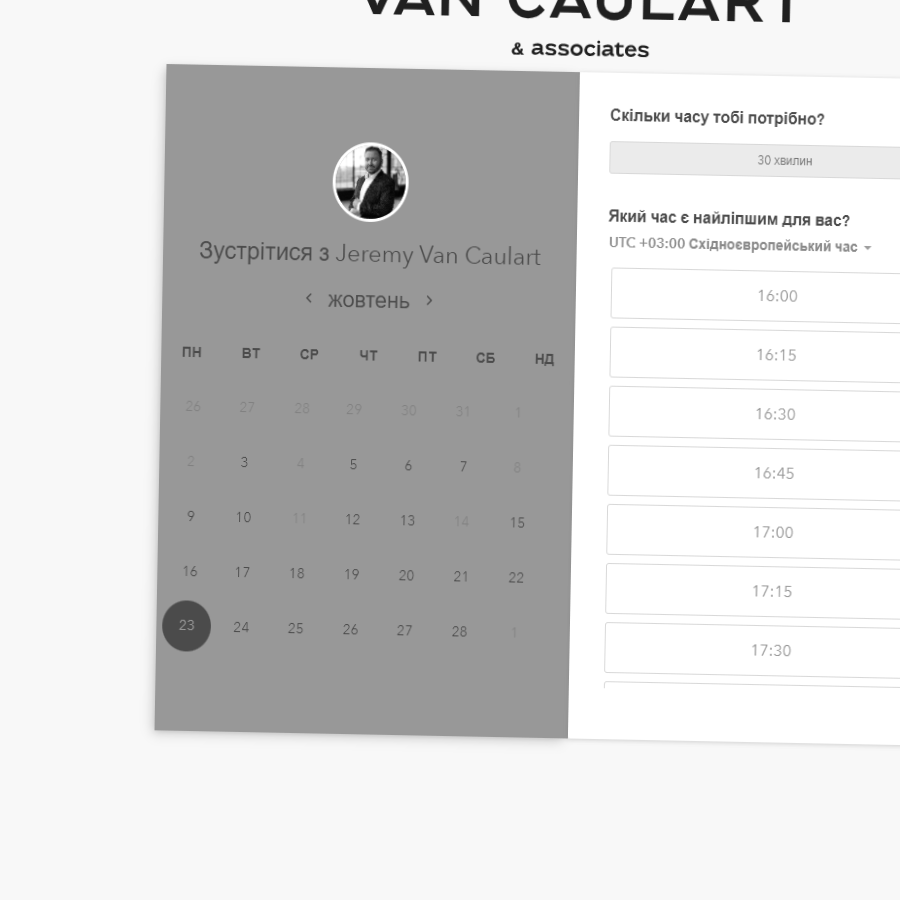 VAN CAULART
& associates
Зустрітися з Jeremy Van Caulart
жовтень
ПН ВТ СР ЧТ ПТ СБ НД
26 27 28 29 30 31 1
2 3 4 5 6 7 8
9 10 11 12 13 14 15
16 17 18 19 20 21 22
23 24 25 26 27 28 1
Скільки часу тобі потрібно?
30 хвилин
Який час є найліпшим для вас?
UTC +03:00 Східноєвропейський час
16:00
16:15
16:30
16:45
17:00
17:15
17:30